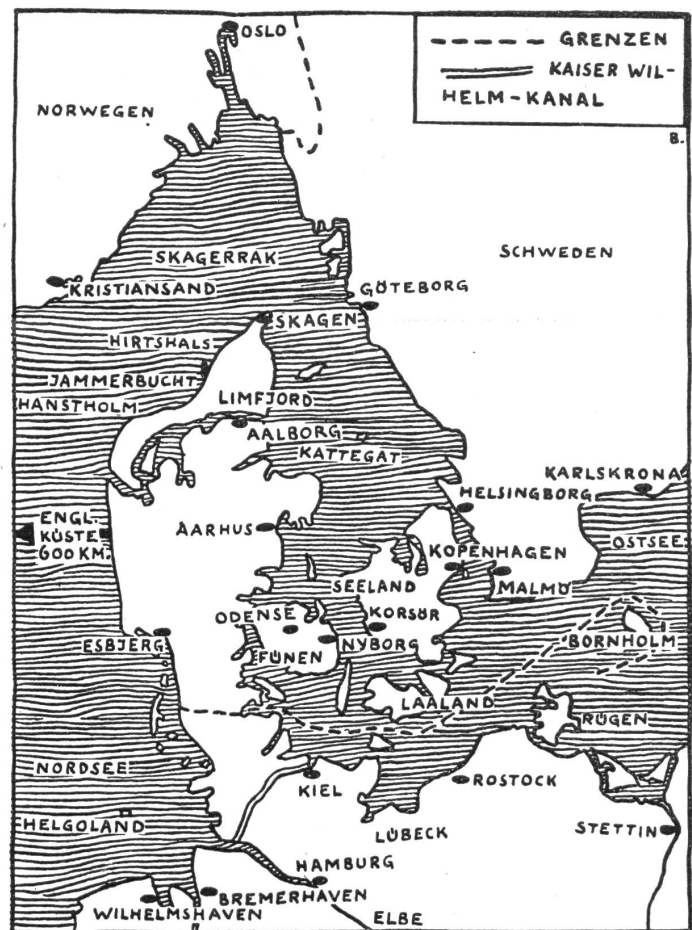 OSLO
GRENZEN
KAISER WIL-
HELM-KANAL
NORWEGEN
B.
SCHWEDEN
SKAGERRAK
KRISTIANSAND
GÖTEBORG
SKAGEN
HIRTSHALS
JAMMERBUCHT
HANSTHOLM
LIMFJORD
AALBORG
KATTEGAT
KARLSKRONA
HELSINGBORG
ENGL.
KÜSTE
600 KM.
AARHUS
OSTSEE
KOPENHAGEN
SEELAND
MALMÖ
ODENSE
KORSÖR
ESBJERG
NYBORG
BORNHOLM
FÜNEN
LAALAND
RÜGEN
NORDSEE
KIEL
ROSTOCK
HELGOLAND
LÜBECK
STETTIN
HAMBURG
BREMERHAVEN
WILHELMSHAVEN
ELBE